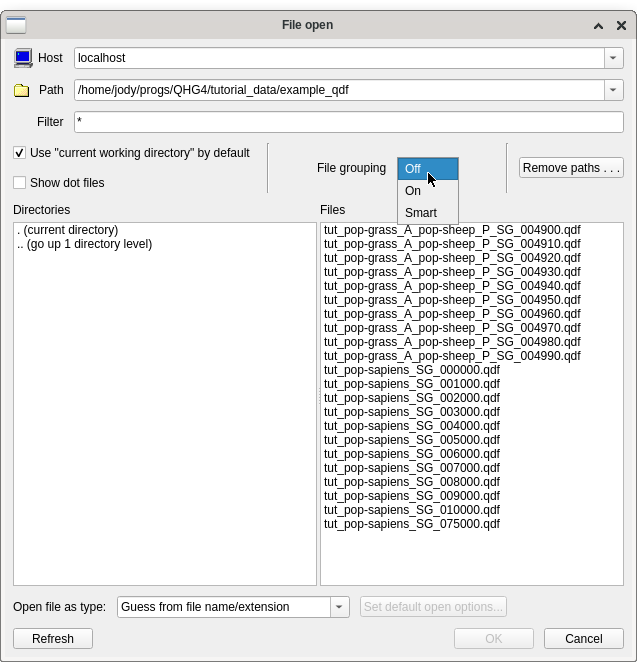 File open
Host localhost
Path /home/jody/progs/QHG4/tutorial_data/example_qdf
Filter *
Use "current working directory" by default
Show dot files
File grouping Off
On
Smart
Remove paths . . .
Directories
. (current directory)
.. (go up 1 directory level)
Files
tut_pop-grass_A_pop-sheep_P_SG_004900.qdf
tut_pop-grass_A_pop-sheep_P_SG_004910.qdf
tut_pop-grass_A_pop-sheep_P_SG_004920.qdf
tut_pop-grass_A_pop-sheep_P_SG_004930.qdf
tut_pop-grass_A_pop-sheep_P_SG_004940.qdf
tut_pop-grass_A_pop-sheep_P_SG_004950.qdf
tut_pop-grass_A_pop-sheep_P_SG_004960.qdf
tut_pop-grass_A_pop-sheep_P_SG_004970.qdf
tut_pop-grass_A_pop-sheep_P_SG_004980.qdf
tut_pop-grass_A_pop-sheep_P_SG_004990.qdf
tut_pop-sapiens_SG_000000.qdf
tut_pop-sapiens_SG_001000.qdf
tut_pop-sapiens_SG_002000.qdf
tut_pop-sapiens_SG_003000.qdf
tut_pop-sapiens_SG_004000.qdf
tut_pop-sapiens_SG_005000.qdf
tut_pop-sapiens_SG_006000.qdf
tut_pop-sapiens_SG_007000.qdf
tut_pop-sapiens_SG_008000.qdf
tut_pop-sapiens_SG_009000.qdf
tut_pop-sapiens_SG_010000.qdf
tut_pop-sapiens_SG_075000.qdf
Open file as type: Guess from file name/extension
Set default open options...
Refresh
OK
Cancel